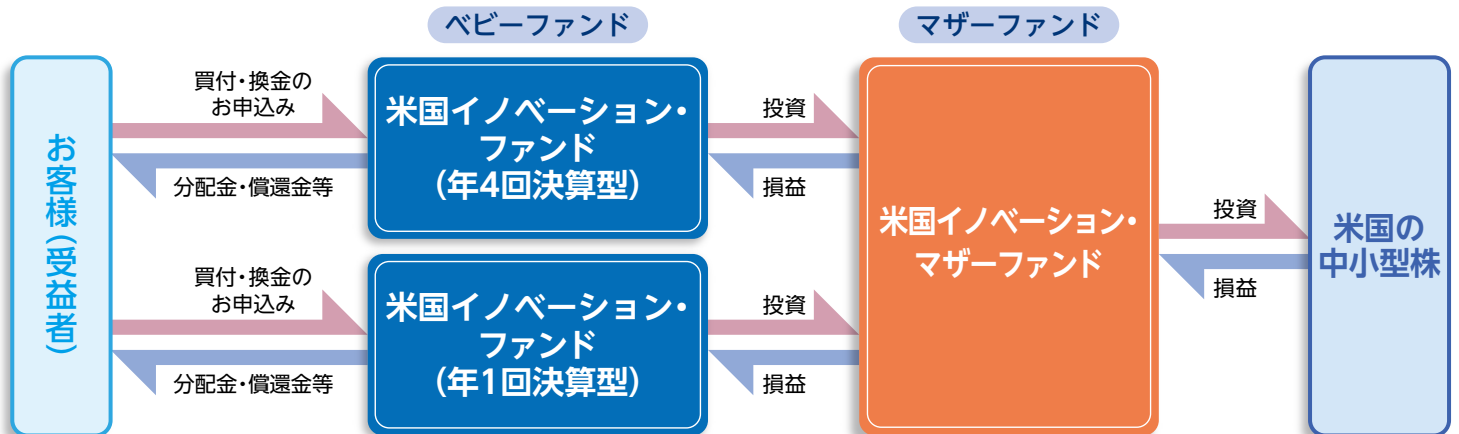 ベビーファンド
マザーファンド
お客様（受益者）
買付・換金の
お申込み
分配金・償還金等
米国イノベーション・
ファンド
（年4回決算型）
投資
損益
買付・換金の
お申込み
分配金・償還金等
米国イノベーション・
ファンド
（年1回決算型）
投資
損益
米国イノベーション・
マザーファンド
投資
損益
米国の
中小型株